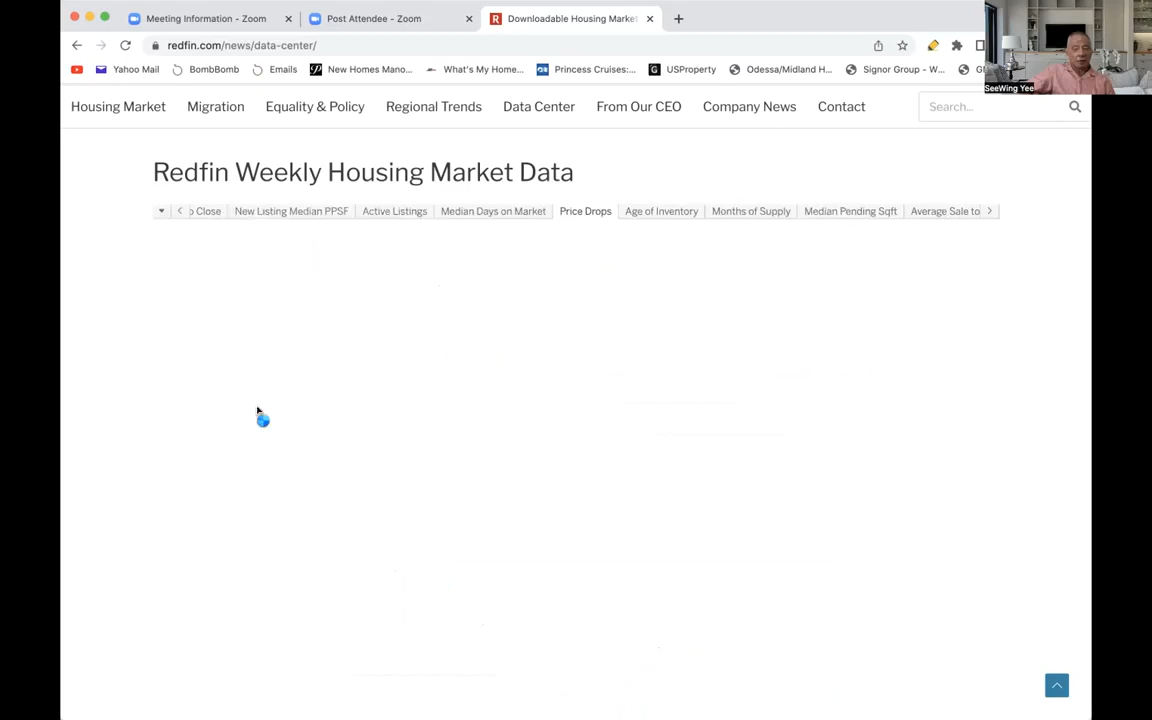 Meeting Information - Zoom
Post Attendee - Zoom
Downloadable Housing Market
redfin.com/news/data-center/
Yahoo Mail
BombBomb
Emails
New Homes Mano...
What's My Home...
Princess Cruises:...
USProperty
Odessa/Midland H...
Signor Group - W...
SeeWing Yee
Housing Market
Migration
Equality & Policy
Regional Trends
Data Center
From Our CEO
Company News
Contact
Search...
Redfin Weekly Housing Market Data
o Close
New Listing Median PPSF
Active Listings
Median Days on Market
Price Drops
Age of Inventory
Months of Supply
Median Pending Sqft
Average Sale to